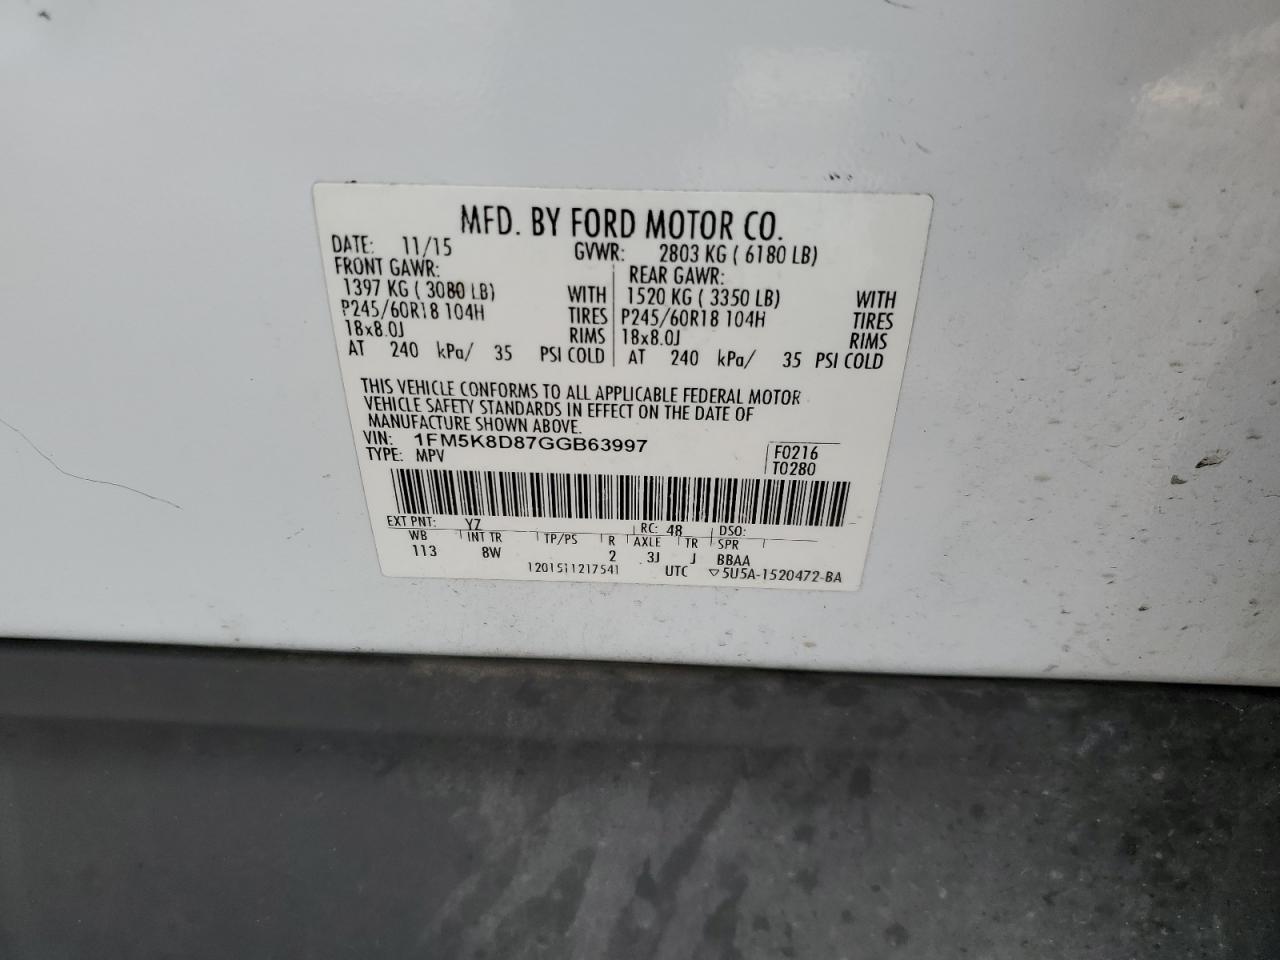 MFD. BY FORD MOTOR CO.
DATE: 11/15 GVWR: 2803 KG ( 6180 LB)
FRONT GAWR: REAR GAWR:
1397 KG ( 3080 LB) WITH 1520 KG ( 3350 LB) WITH
P245/60R18 104H TIRES P245/60R18 104H TIRES
18x8.0J RIMS 18x8.0J RIMS
AT 240 kPa/ 35 PSI COLD AT 240 kPa/ 35 PSI COLD
THIS VEHICLE CONFORMS TO ALL APPLICABLE FEDERAL MOTOR
VEHICLE SAFETY STANDARDS IN EFFECT ON THE DATE OF
MANUFACTURE SHOWN ABOVE.
VIN: 1FM5K8D87GGB63997 F0216
TYPE: MPV T0280
EXT PNT: YZ RC: 48 DSO:
WB INT TR TP/PS R AXLE TR SPR
113 8W 2 3J J BBAA
1201511217541 UTC ▽5U5A-1520472-BA